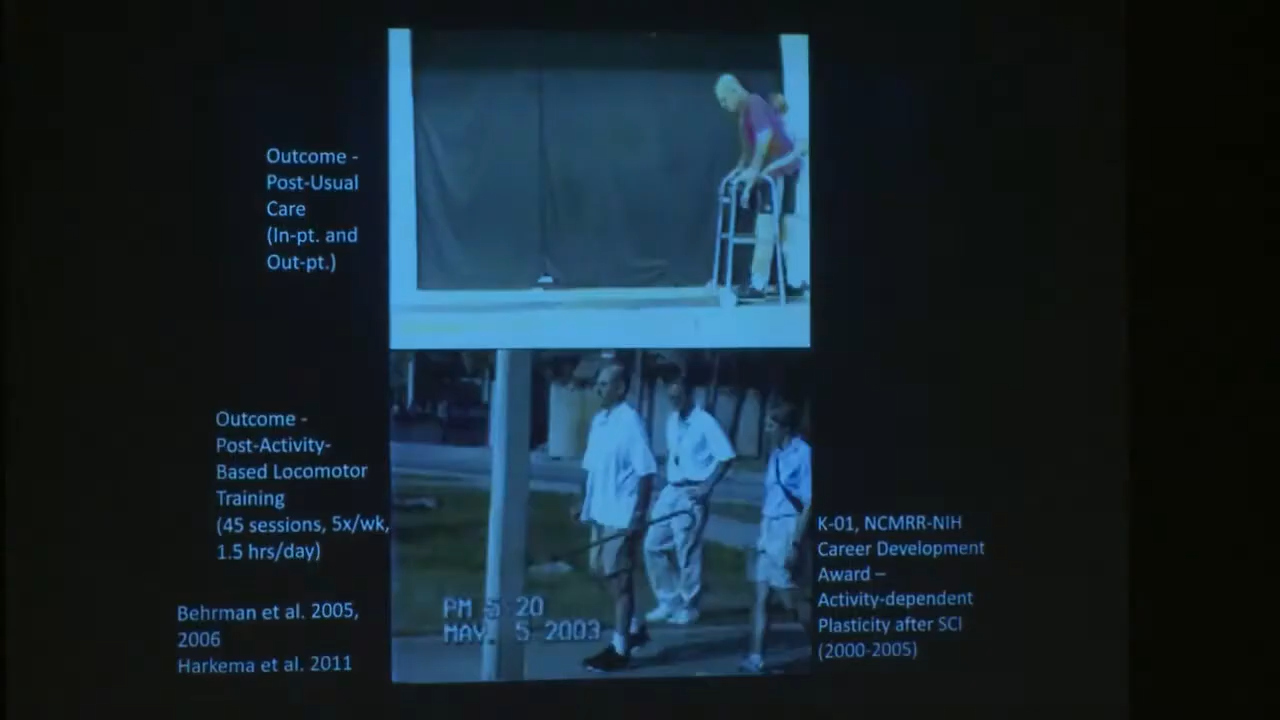 Outcome -
Post-Usual
Care
(In-pt. and
Out-pt.)
Outcome -
Post-Activity-
Based Locomotor
Training
(45 sessions, 5x/wk,
1.5 hrs/day)
Behrman et al. 2005,
2006
Harkema et al. 2011
PM 5 20
MAY 5 2003
K-01, NCMRR-NIH
Career Development
Award –
Activity-dependent
Plasticity after SCI
(2000-2005)